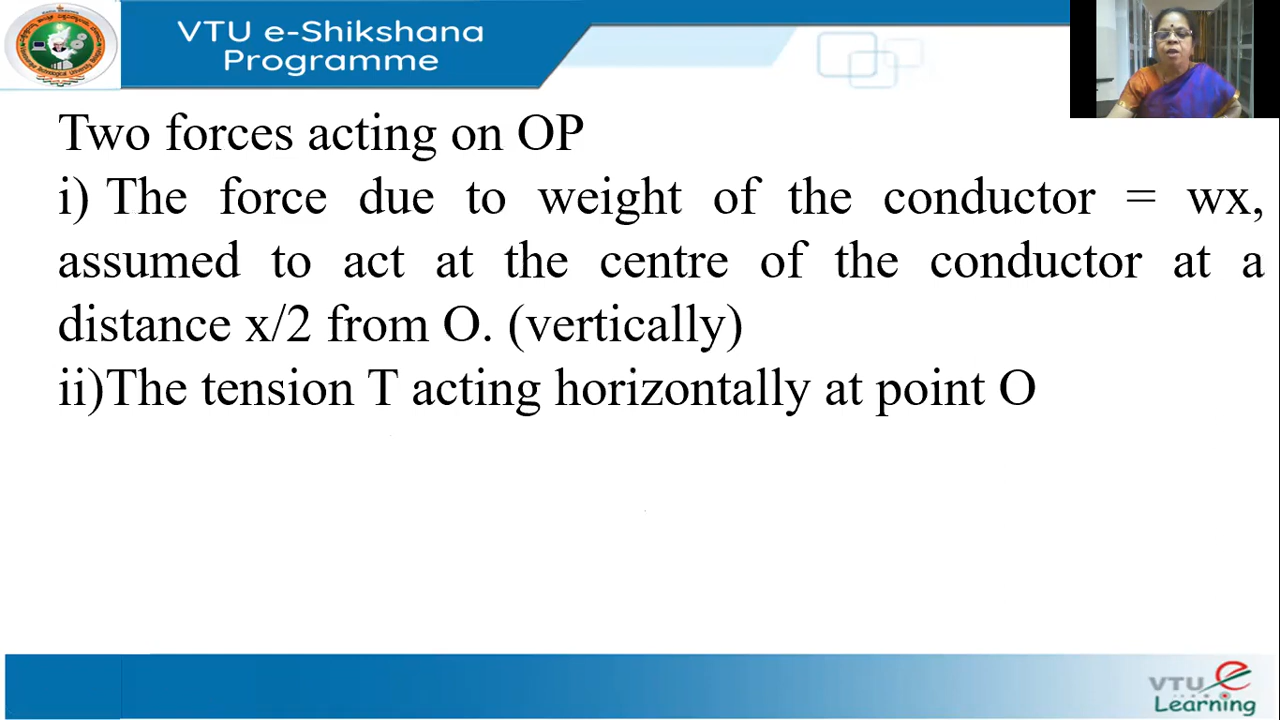 VTU e-Shikshana
Programme
Two forces acting on OP
i) The force due to weight of the conductor = wx,
assumed to act at the centre of the conductor at a
distance x/2 from O. (vertically)
ii)The tension T acting horizontally at point O
VTU e
Learning